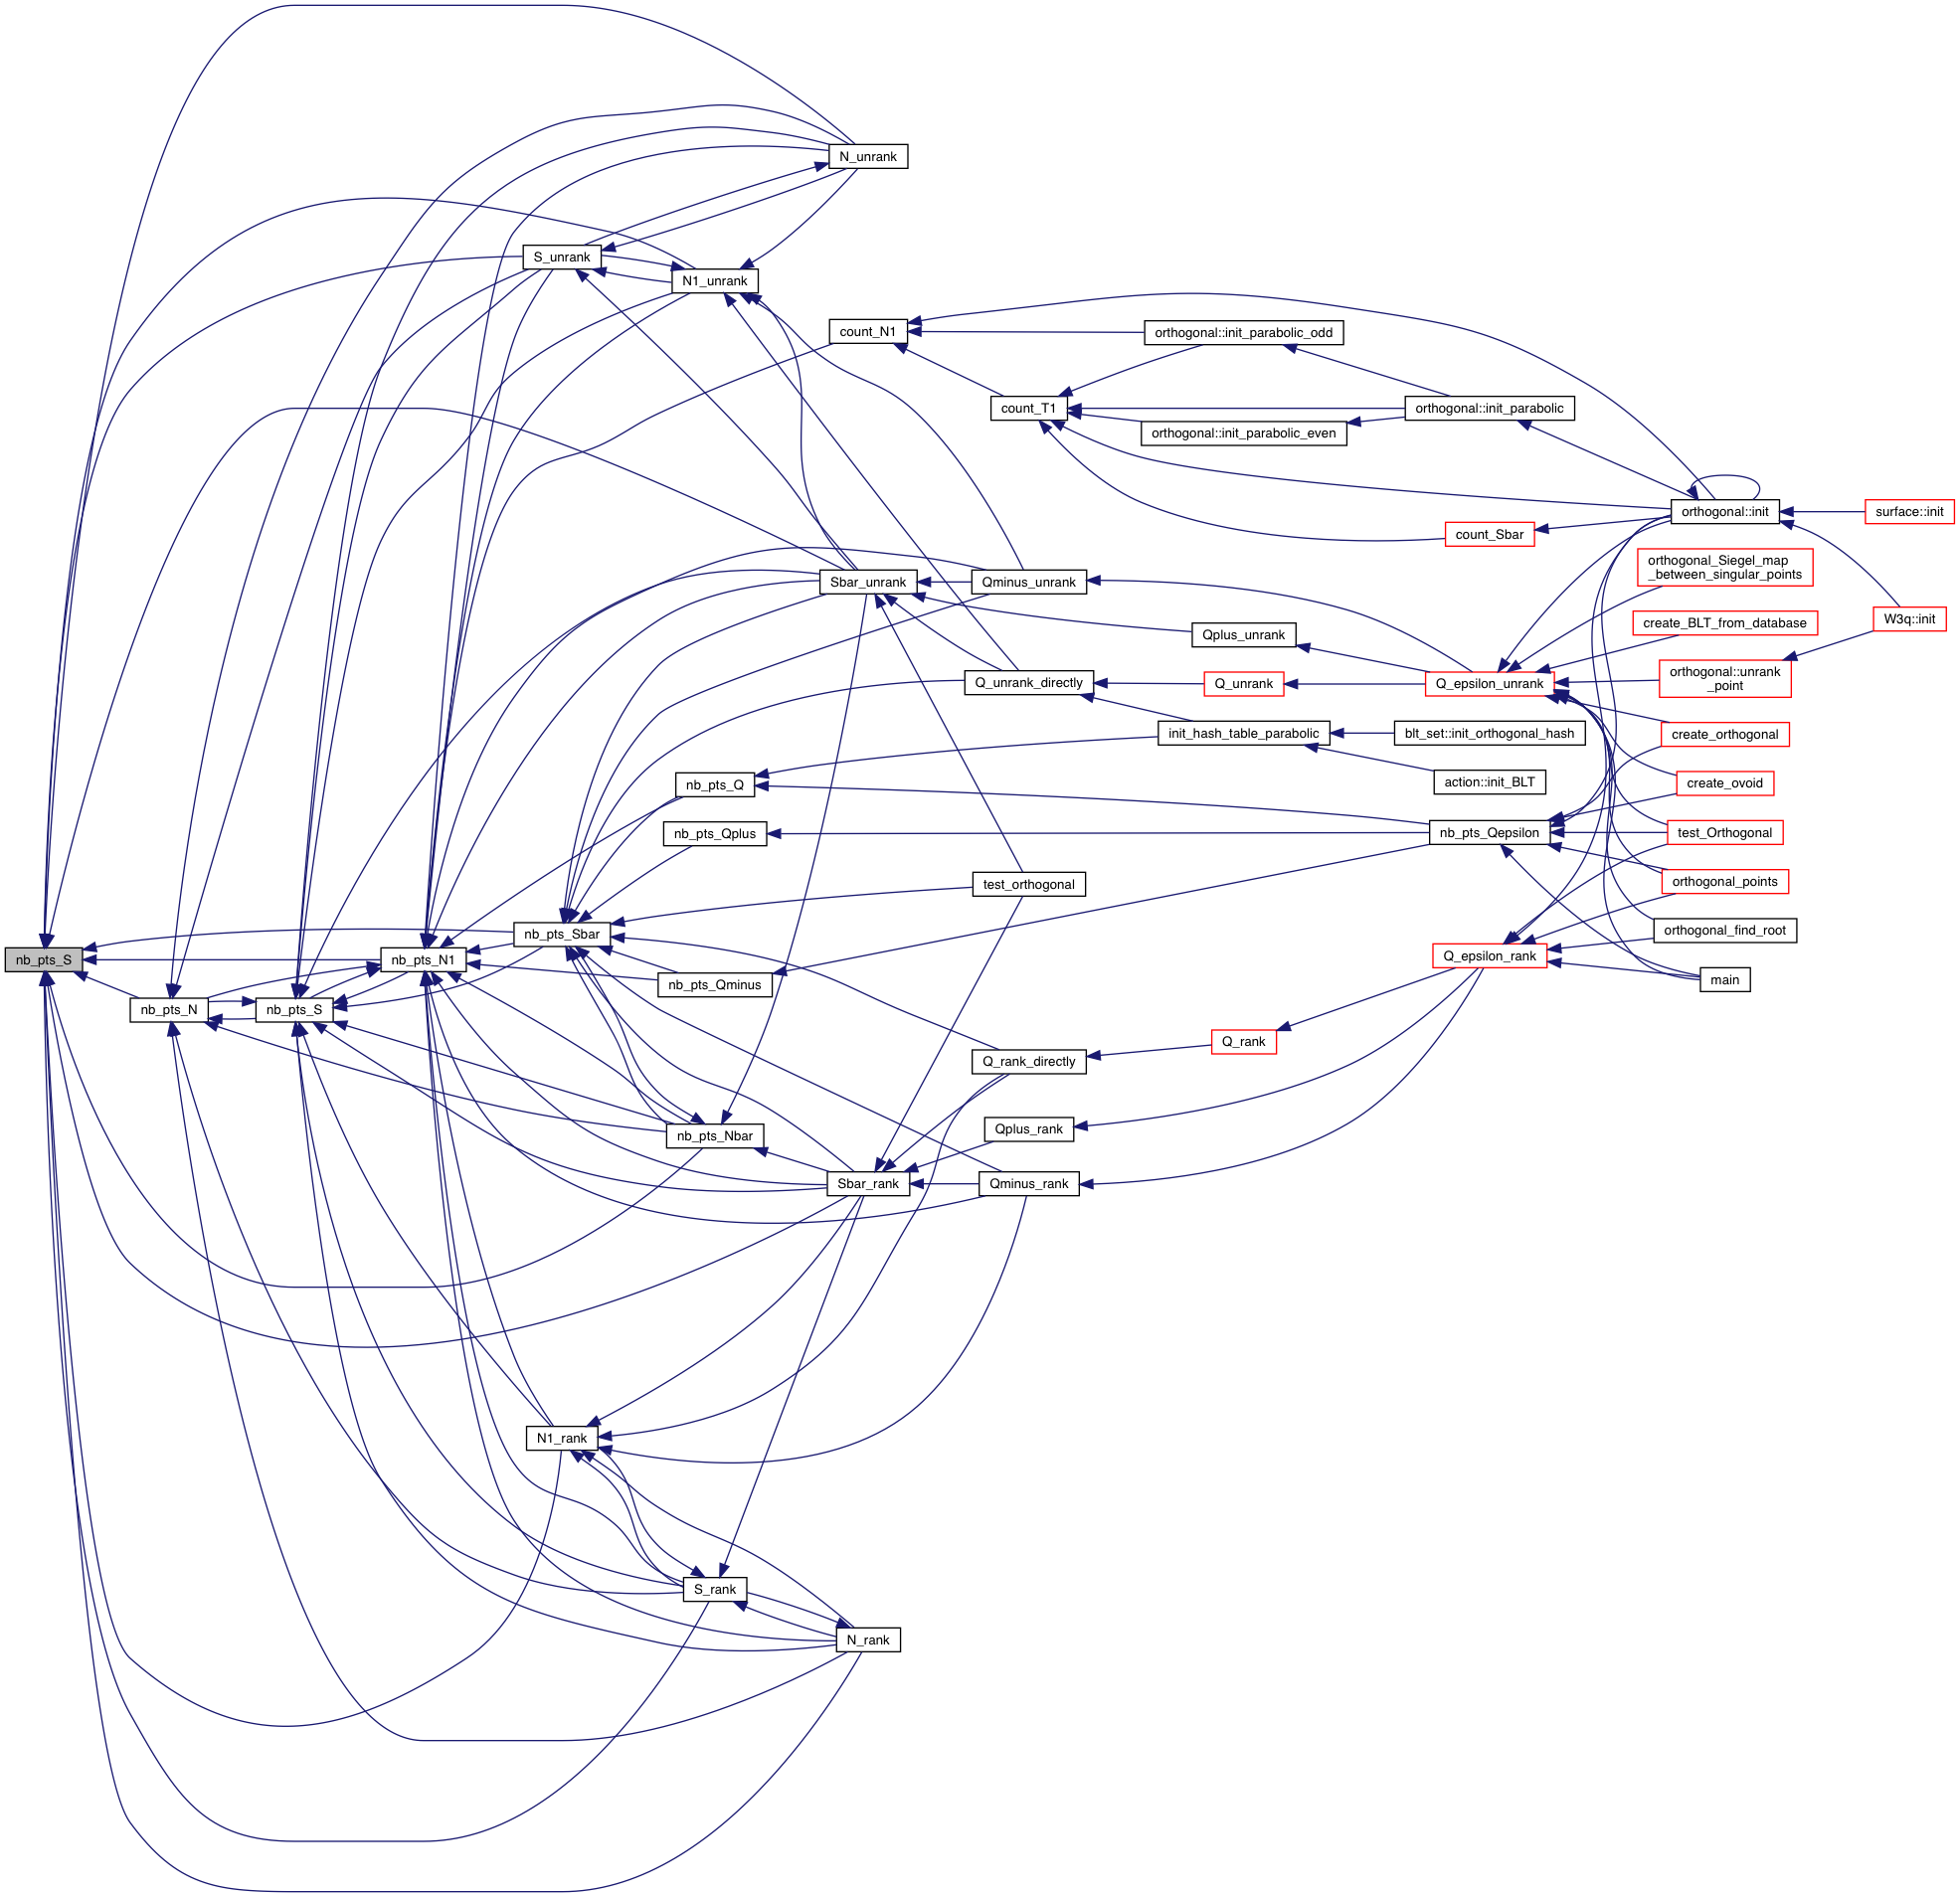 N_unrank
S_unrank
N1_unrank
count_N1
orthogonal::init_parabolic_odd
count_T1
orthogonal::init_parabolic
orthogonal::init_parabolic_even
orthogonal::init
surface::init
count_Sbar
orthogonal_Siegel_map
_between_singular_points
Sbar_unrank
Qminus_unrank
W3q::init
create_BLT_from_database
Qplus_unrank
orthogonal::unrank
_point
Q_unrank_directly
Q_unrank
Q_epsilon_unrank
init_hash_table_parabolic
blt_set::init_orthogonal_hash
create_orthogonal
nb_pts_Q
action::init_BLT
create_ovoid
nb_pts_Qplus
nb_pts_Qepsilon
test_Orthogonal
test_orthogonal
orthogonal_points
nb_pts_Sbar
orthogonal_find_root
nb_pts_S
nb_pts_N1
Q_epsilon_rank
nb_pts_Qminus
main
nb_pts_N
nb_pts_S
Q_rank
Q_rank_directly
nb_pts_Nbar
Qplus_rank
Sbar_rank
Qminus_rank
N1_rank
S_rank
N_rank